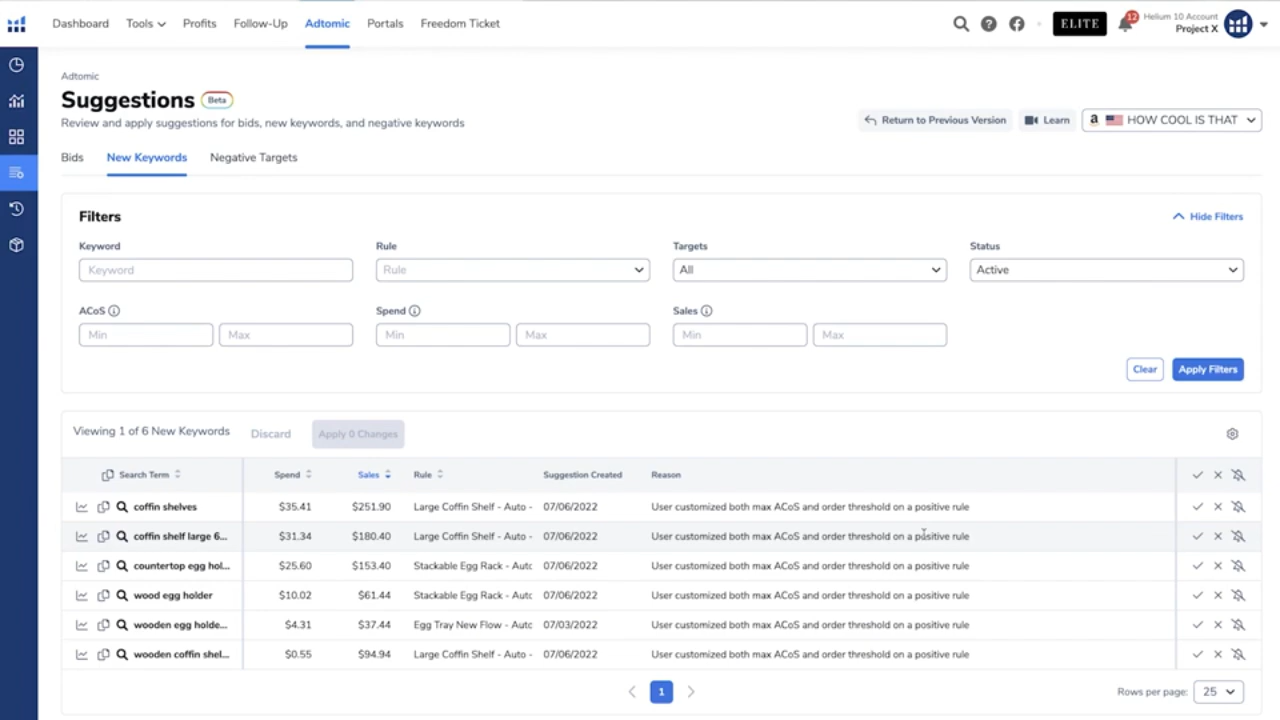 Dashboard Tools Profits Follow-Up Adtomic Portals Freedom Ticket
ELITE 12 Helium 10 Account
Project X
Adtomic
Suggestions Beta
Review and apply suggestions for bids, new keywords, and negative keywords
Return to Previous Version Learn a HOW COOL IS THAT
Bids New Keywords Negative Targets
Filters Hide Filters
Keyword Rule Targets Status
Keyword Rule All Active
ACoS Spend Sales
Min Max Min Max Min Max
Clear Apply Filters
Viewing 1 of 6 New Keywords Discard Apply 0 Changes
Search Term Spend Sales Rule Suggestion Created Reason
coffin shelves $35.41 $251.90 Large Coffin Shelf - Auto - 07/06/2022 User customized both max ACoS and order threshold on a positive rule
coffin shelf large 6... $31.34 $180.40 Large Coffin Shelf - Auto - 07/06/2022 User customized both max ACoS and order threshold on a positive rule
countertop egg hol... $25.60 $153.40 Stackable Egg Rack - Auto 07/06/2022 User customized both max ACoS and order threshold on a positive rule
wood egg holder $10.02 $61.44 Stackable Egg Rack - Auto 07/06/2022 User customized both max ACoS and order threshold on a positive rule
wooden egg holde... $4.31 $37.44 Egg Tray New Flow - Auto 07/03/2022 User customized both max ACoS and order threshold on a positive rule
wooden coffin shel... $0.55 $94.94 Large Coffin Shelf - Auto - 07/06/2022 User customized both max ACoS and order threshold on a positive rule
1 Rows per page: 25